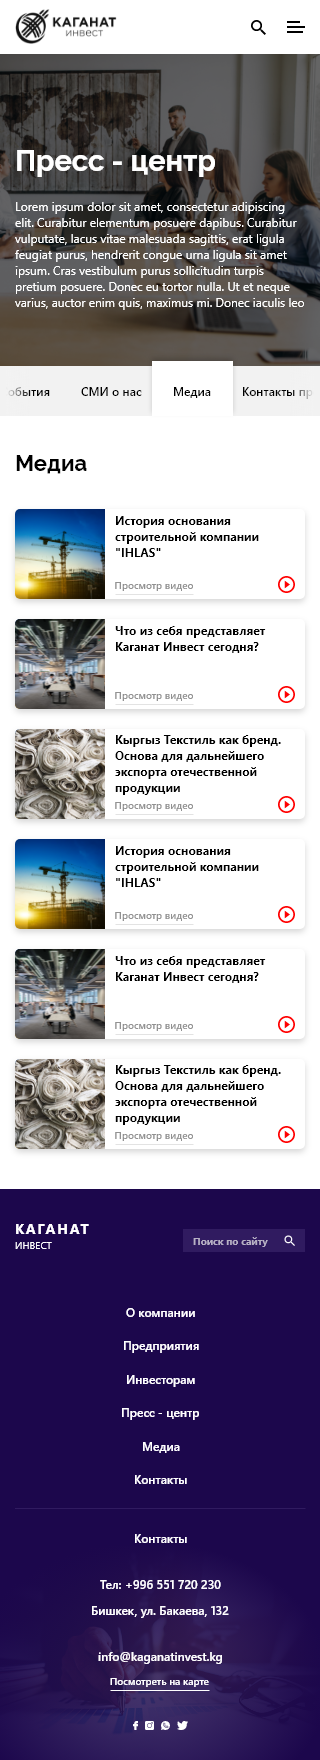 КАГАНАТ
ИНВЕСТ
Пресс - центр
Lorem ipsum dolor sit amet, consectetur adipiscing
elit. Curabitur elementum posuere dapibus. Curabitur
vulputate, lacus vitae malesuada sagittis, erat ligula
feugiat purus, hendrerit congue urna ligula sit amet
ipsum. Cras vestibulum purus sollicitudin turpis
pretium posuere. Donec eu tortor nulla. Ut et neque
varius, auctor enim quis, maximus mi. Donec iaculis leo
обытия СМИ о нас Медиа Контакты пр
Медиа
История основания
строительной компании
"IHLAS"
Просмотр видео
Что из себя представляет
Каганат Инвест сегодня?
Просмотр видео
Кыргыз Текстиль как бренд.
Основа для дальнейшего
экспорта отечественной
продукции
Просмотр видео
История основания
строительной компании
"IHLAS"
Просмотр видео
Что из себя представляет
Каганат Инвест сегодня?
Просмотр видео
Кыргыз Текстиль как бренд.
Основа для дальнейшего
экспорта отечественной
продукции
Просмотр видео
КАГАНАТ
ИНВЕСТ
Поиск по сайту
О компании
Предприятия
Инвесторам
Пресс - центр
Медиа
Контакты
Контакты
Тел: +996 551 720 230
Бишкек, ул. Бакаева, 132
info@kaganatinvest.kg
Посмотреть на карте